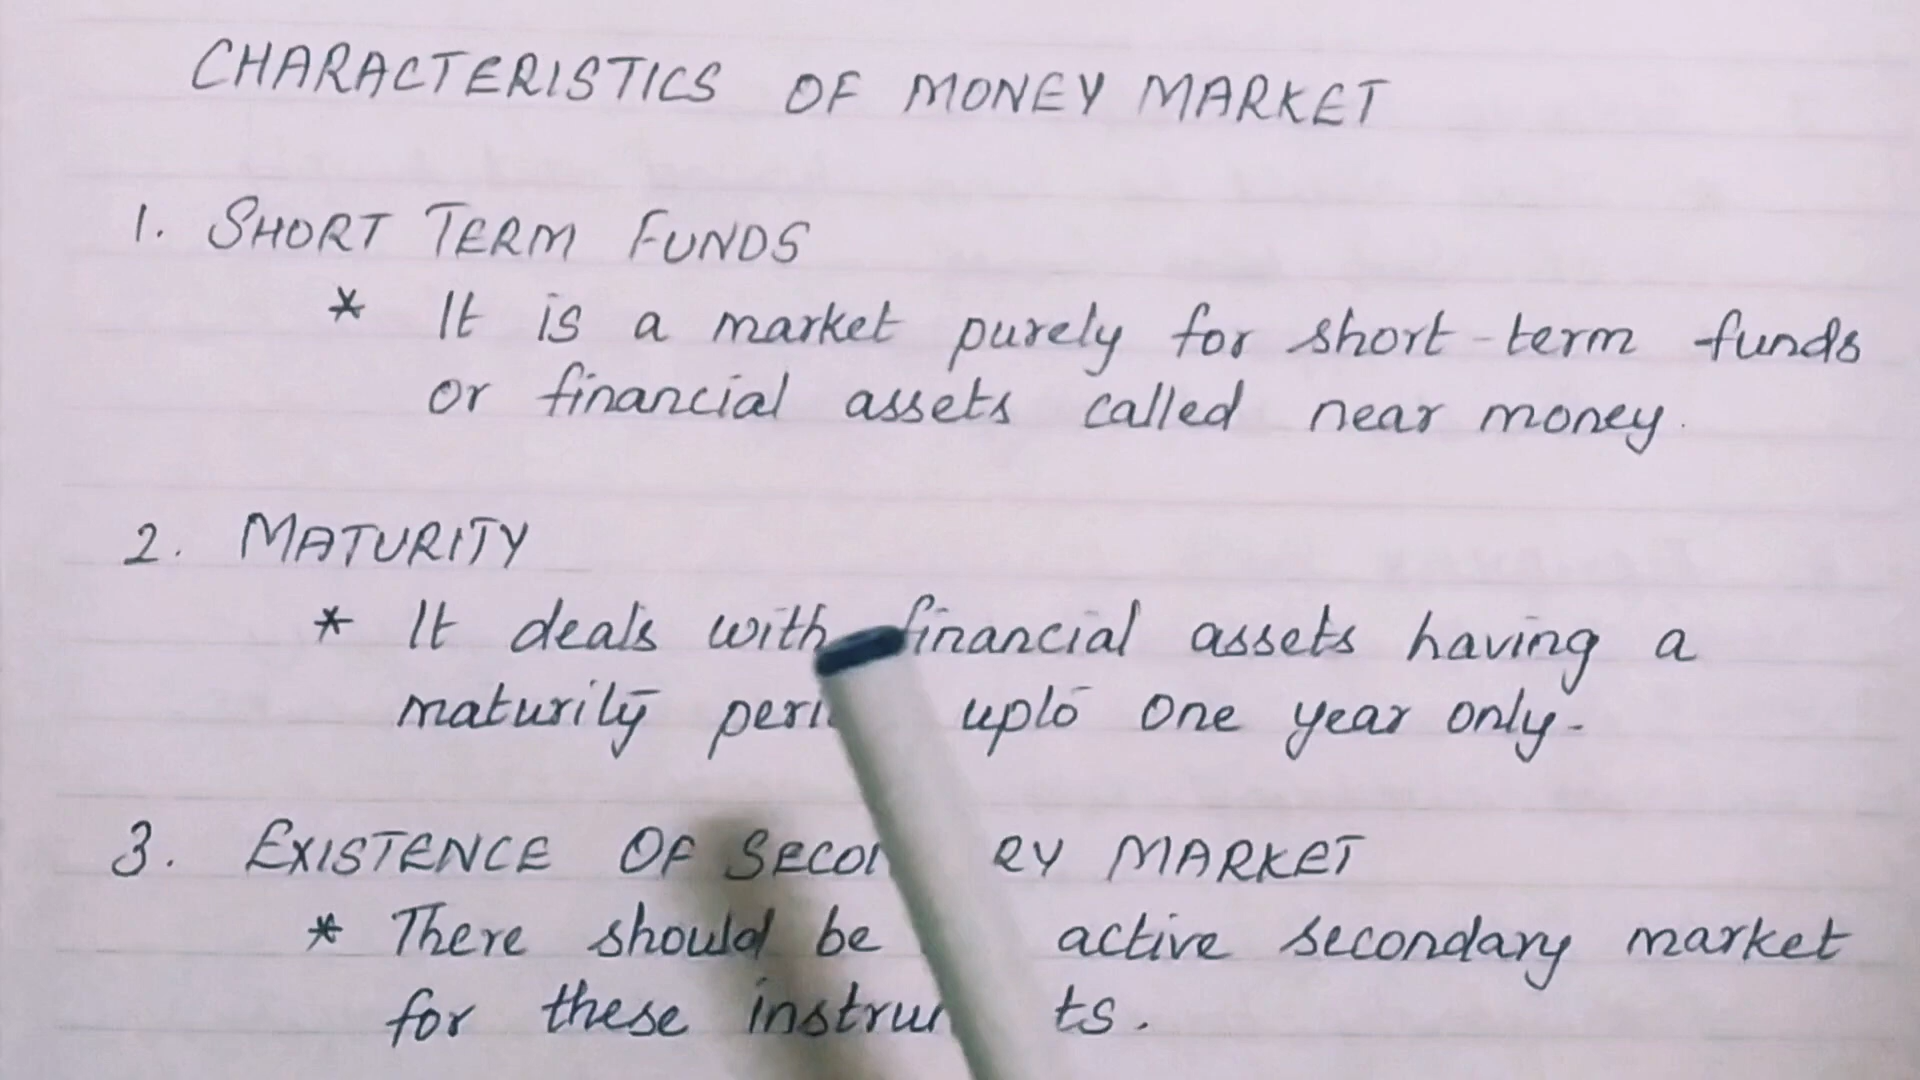 CHARACTERISTICS OF MONEY MARKET
1. SHORT TERM FUNDS
* It is a market purely for short-term funds
or financial assets called near money.
2. MATURITY
* It deals with financial assets having a
maturity upto one year only.
3. EXISTENCE OF MARKET
* There should be active secondary market
for these